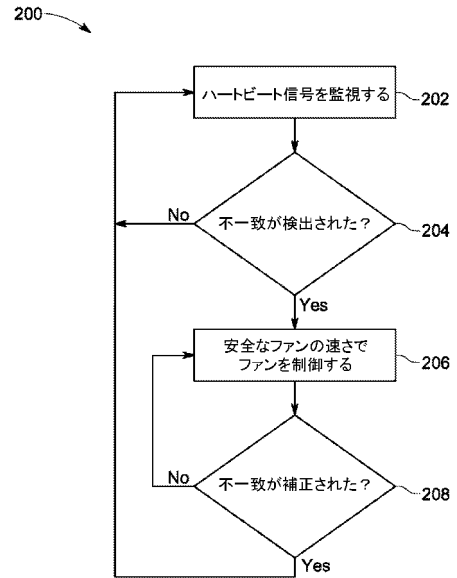 200
ハートビート信号を監視する
202
不一致が検出された?
204
No
Yes
安全なファンの速さで
ファンを制御する
206
不一致が補正された?
208
No
Yes